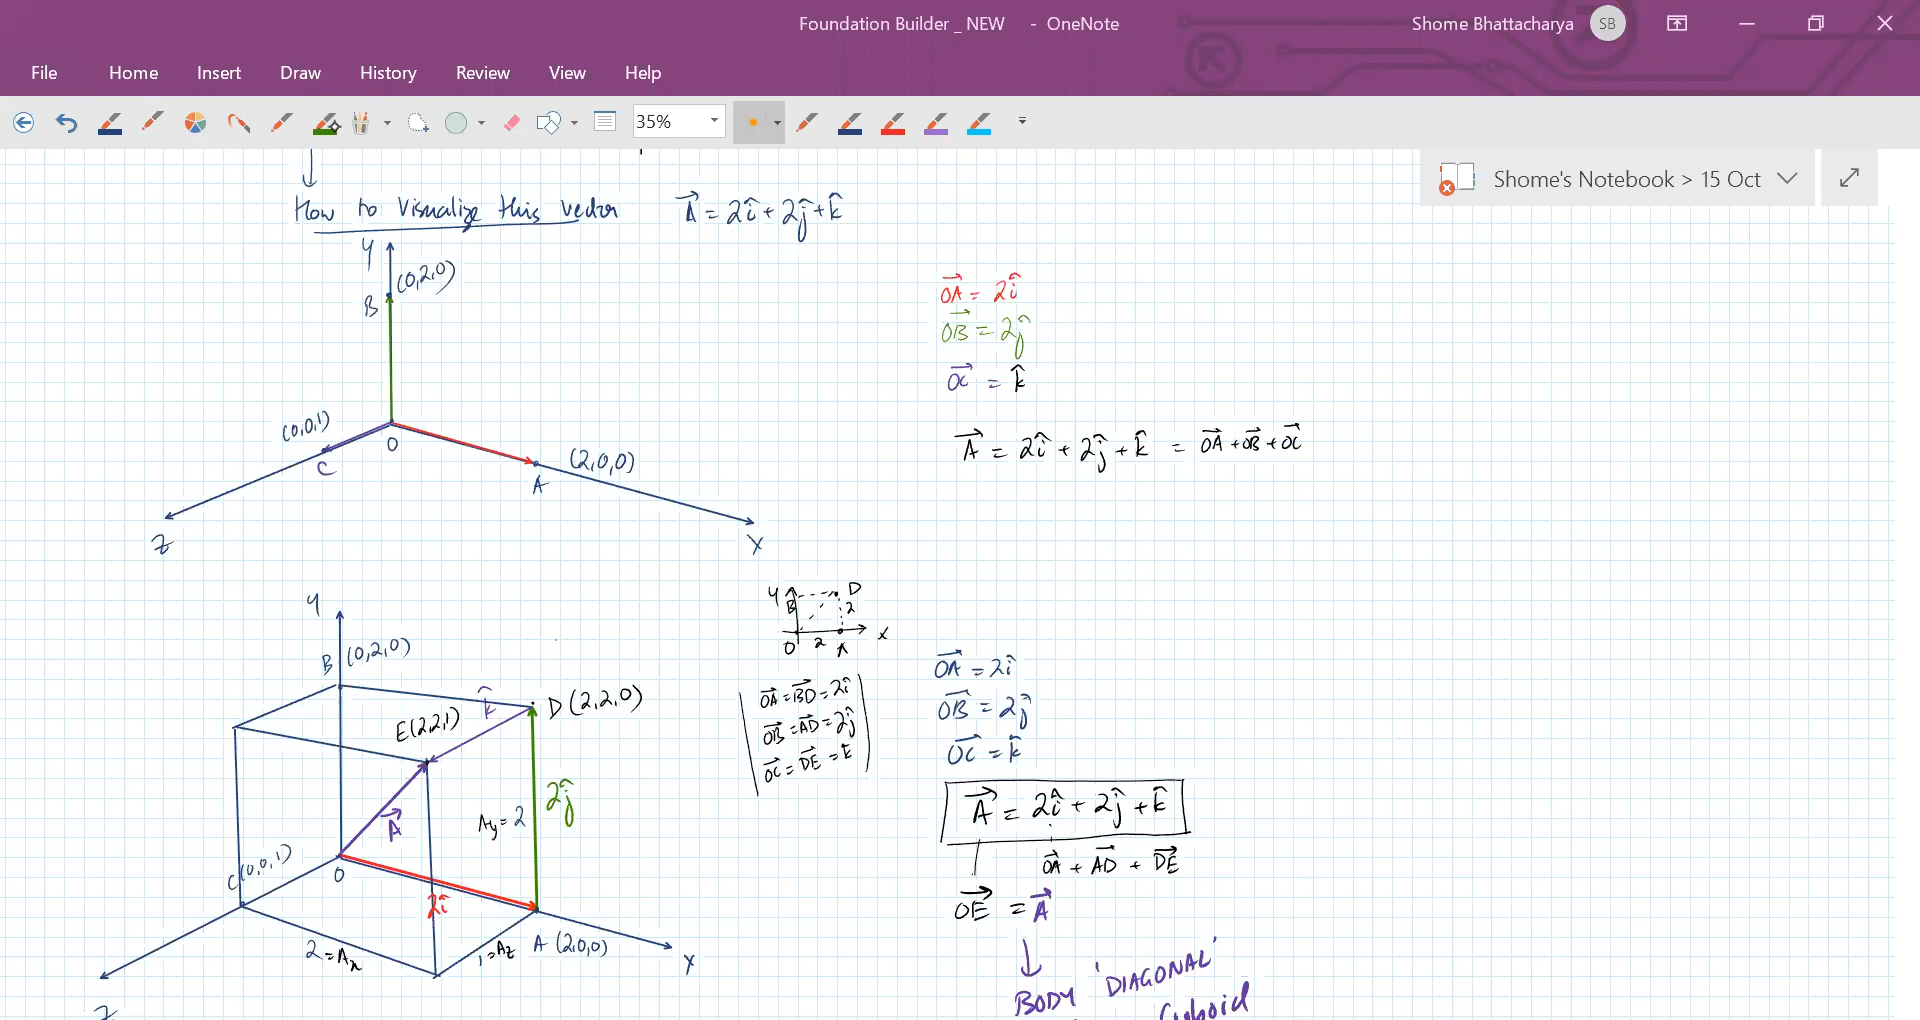 Foundation Builder _ NEW - OneNote
Shome Bhattacharya SB
File Home Insert Draw History Review View Help
35%
Shome's Notebook > 15 Oct
How to visualize this vector A⃗ = 2î + 2ĵ + k̂
Y
(0,2,0)
B
(0,0,1)
O
C
(2,0,0)
A
Z
X
OA⃗ = 2î
OB⃗ = 2ĵ
OC⃗ = k̂
A⃗ = 2î + 2ĵ + k̂ = OA⃗ + OB⃗ + OC⃗
Y
B (0,2,0)
k̂
D (2,2,0)
E(2,2,1)
2ĵ
Ay = 2
A⃗
C(0,0,1)
O
2î
2 = Ax
1 = Az
A (2,0,0)
X
Z
Y B D
2
O 2 A X
OA⃗ = BD⃗ = 2î
OB⃗ = AD⃗ = 2ĵ
OC⃗ = DE⃗ = k̂
OA⃗ = 2î
OB⃗ = 2ĵ
OC⃗ = k̂
A⃗ = 2î + 2ĵ + k̂
OA⃗ + AD⃗ + DE⃗
OE⃗ = A⃗
BODY 'DIAGONAL'
Cuboid